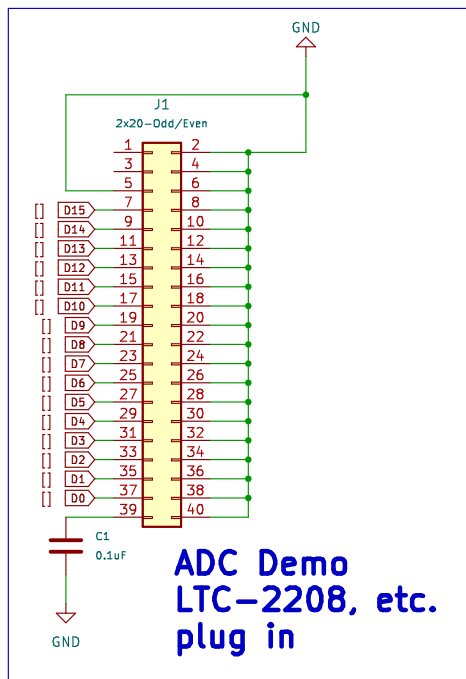 GND
J1
2x20-Odd/Even
1 2
3 4
5 6
[] D15 7 8
[] D14 9 10
[] D13 11 12
[] D12 13 14
[] D11 15 16
[] D10 17 18
[] D9 19 20
[] D8 21 22
[] D7 23 24
[] D6 25 26
[] D5 27 28
[] D4 29 30
[] D3 31 32
[] D2 33 34
[] D1 35 36
[] D0 37 38
39 40
C1
0.1uF
GND
ADC Demo
LTC-2208, etc.
plug in